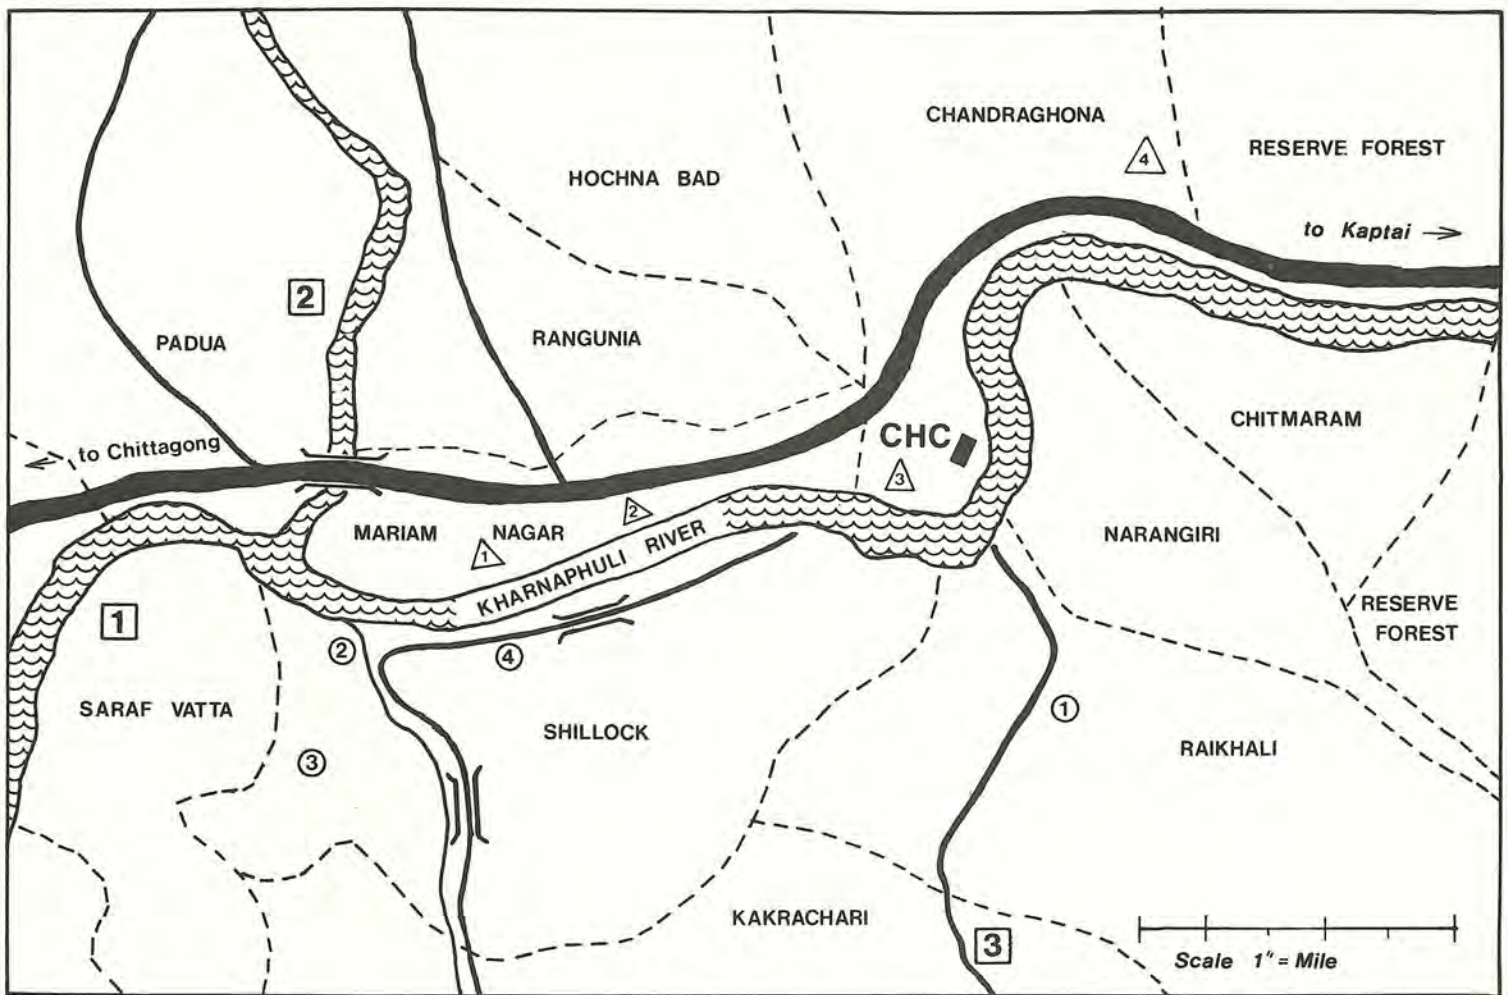 CHANDRAGHONA
4
RESERVE FOREST
HOCHNA BAD
to Kaptai →
2
PADUA
RANGUNIA
CHITMARAM
to Chittagong
CHC
3
2
MARIAM NAGAR
1
KHARNAPHULI RIVER
NARANGIRI
1
RESERVE
FOREST
2
4
SARAF VATTA
SHILLOCK
1
RAIKHALI
3
KAKRACHARI
3
Scale 1" = Mile